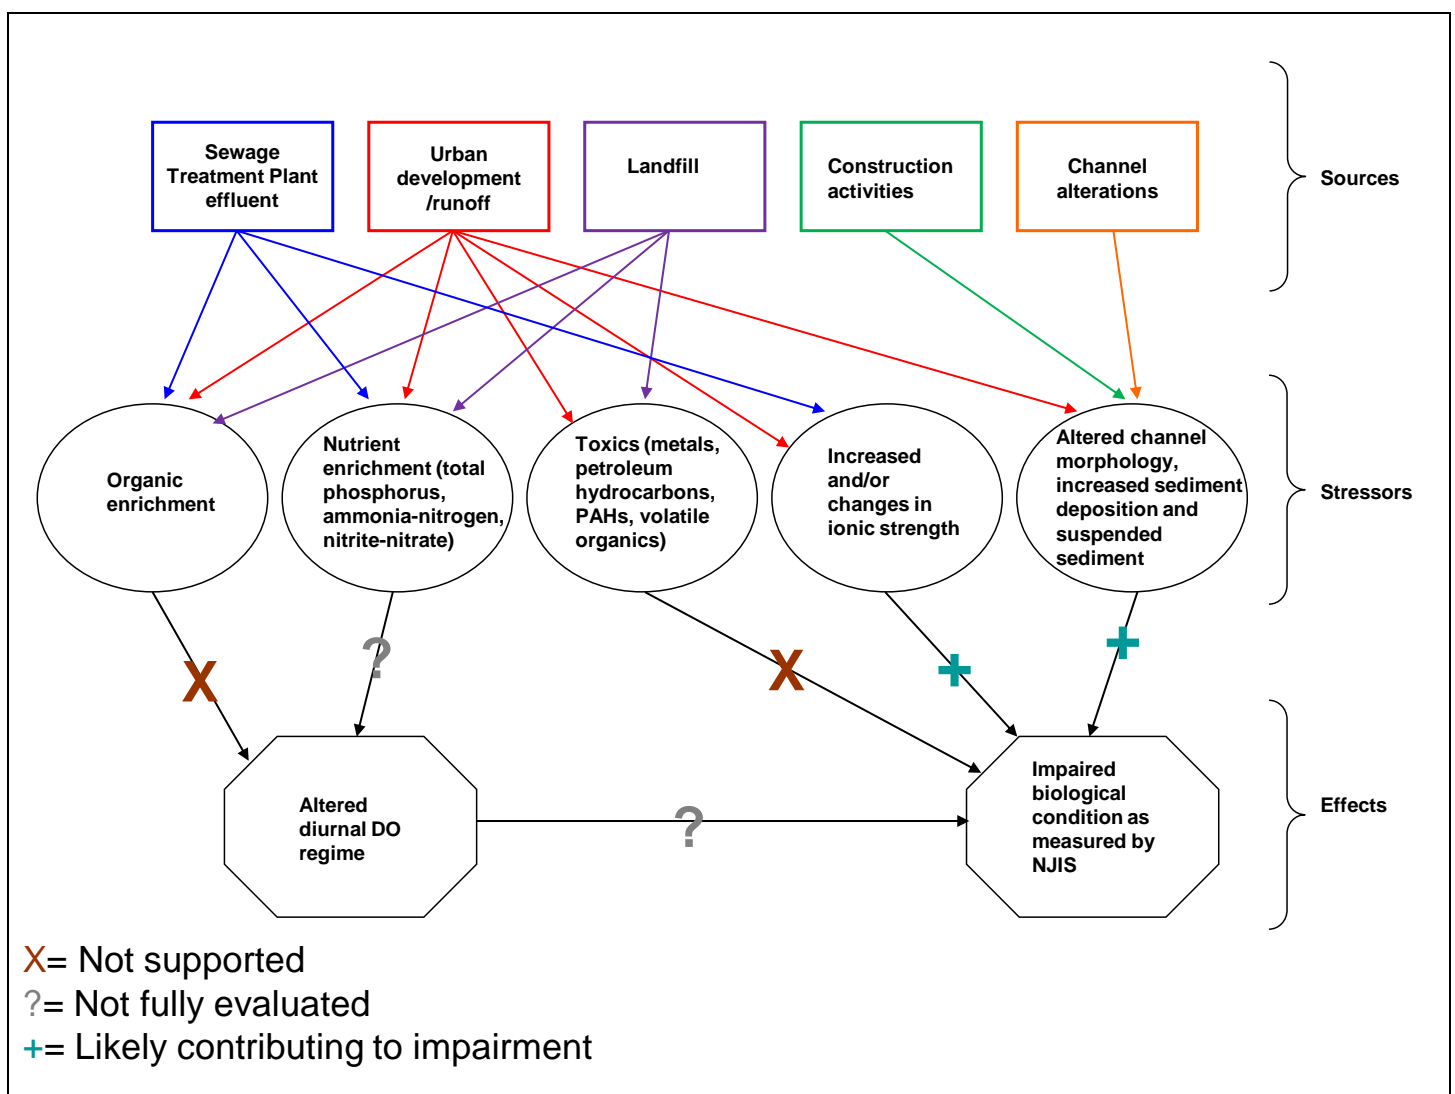 Sewage
Treatment Plant
effluent
Urban
development
/runoff
Landfill
Construction
activities
Channel
alterations
Sources
Organic
enrichment
Nutrient
enrichment (total
phosphorus,
ammonia-nitrogen,
nitrite-nitrate)
Toxics (metals,
petroleum
hydrocarbons,
PAHs, volatile
organics)
Increased
and/or
changes in
ionic strength
Altered channel
morphology,
increased sediment
deposition and
suspended
sediment
Stressors
X
?
X
+
+
Altered
diurnal DO
regime
?
Impaired
biological
condition as
measured by
NJIS
Effects
X= Not supported
?= Not fully evaluated
+= Likely contributing to impairment